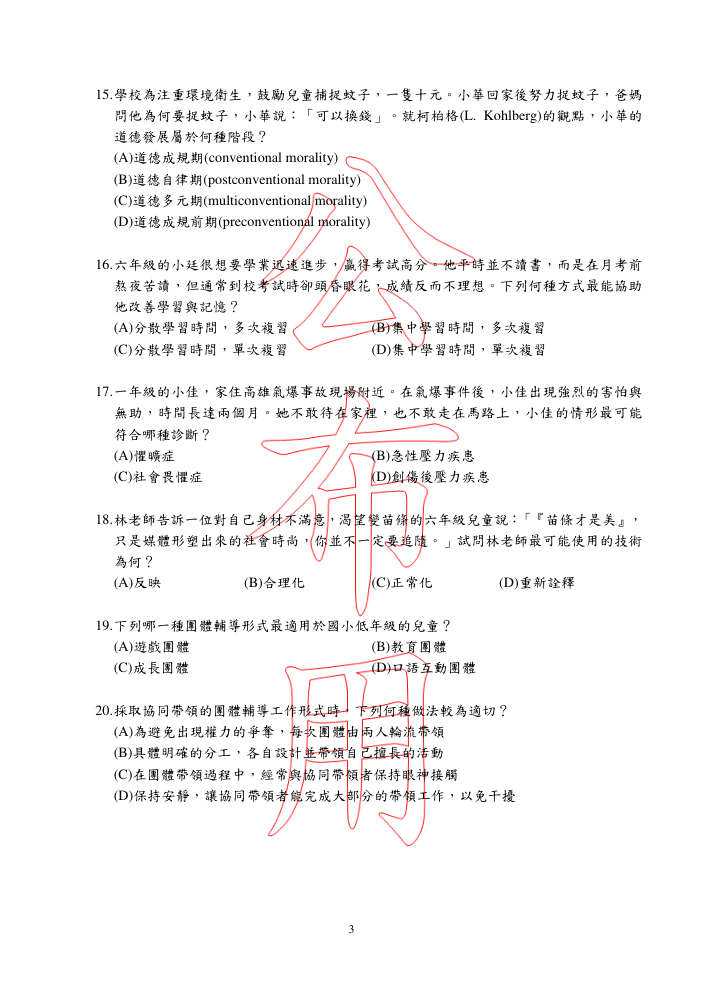 15.學校為注重環境衛生，鼓勵兒童捕捉蚊子，一隻十元。小華回家後努力捉蚊子，爸媽
問他為何要捉蚊子，小華說：「可以換錢」。就柯柏格(L. Kohlberg)的觀點，小華的
道德發展屬於何種階段？
(A)道德成規期(conventional morality)
(B)道德自律期(postconventional morality)
(C)道德多元期(multiconventional morality)
(D)道德成規前期(preconventional morality)
16.六年級的小廷很想要學業迅速進步，贏得考試高分。他平時並不讀書，而是在月考前
熬夜苦讀，但通常到校考試時卻頭昏眼花，成績反而不理想。下列何種方式最能協助
他改善學習與記憶？
(A)分散學習時間，多次複習 (B)集中學習時間，多次複習
(C)分散學習時間，單次複習 (D)集中學習時間，單次複習
17.一年級的小佳，家住高雄氣爆事故現場附近。在氣爆事件後，小佳出現強烈的害怕與
無助，時間長達兩個月。她不敢待在家裡，也不敢走在馬路上，小佳的情形最可能
符合哪種診斷？
(A)懼曠症 (B)急性壓力疾患
(C)社會畏懼症 (D)創傷後壓力疾患
18.林老師告訴一位對自己身材不滿意，渴望變苗條的六年級兒童說：「『苗條才是美』，
只是媒體形塑出來的社會時尚，你並不一定要追隨。」試問林老師最可能使用的技術
為何？
(A)反映 (B)合理化 (C)正常化 (D)重新詮釋
19.下列哪一種團體輔導形式最適用於國小低年級的兒童？
(A)遊戲團體 (B)教育團體
(C)成長團體 (D)口語互動團體
20.採取協同帶領的團體輔導工作形式時，下列何種做法較為適切？
(A)為避免出現權力的爭奪，每次團體由兩人輪流帶領
(B)具體明確的分工，各自設計並帶領自己擅長的活動
(C)在團體帶領過程中，經常與協同帶領者保持眼神接觸
(D)保持安靜，讓協同帶領者能完成大部分的帶領工作，以免干擾
公布用
3